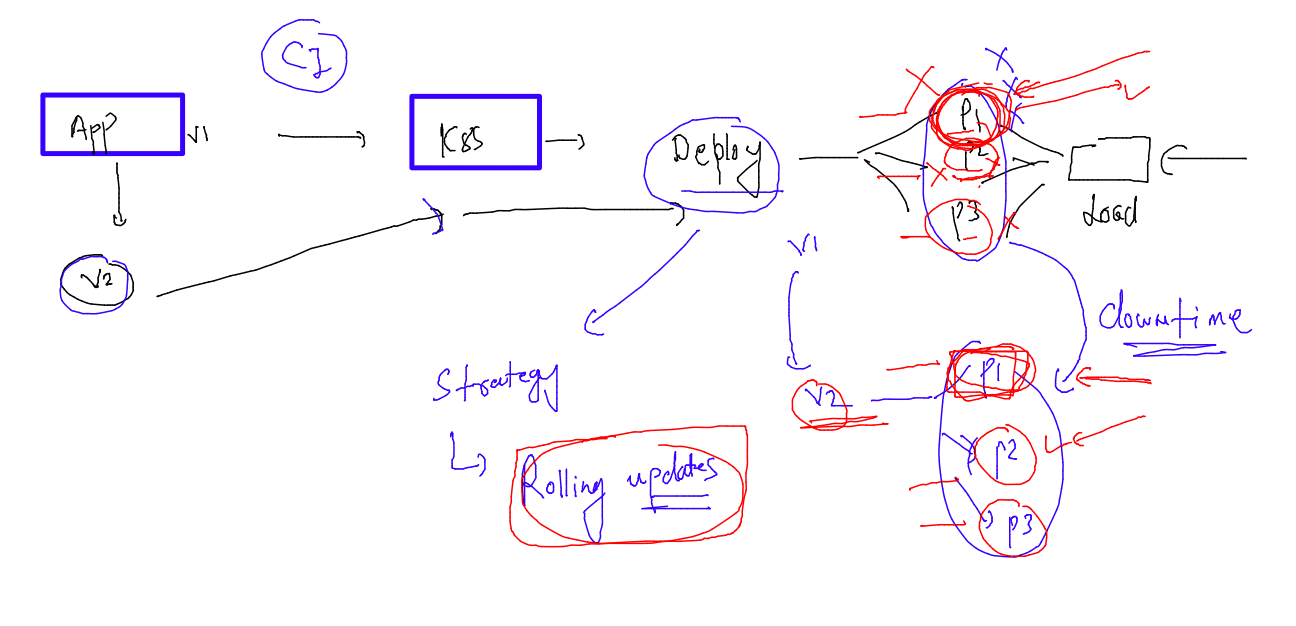 CI
App
V1
K8S
Deploy
P1
P2
P3
Load
V2
V1
downtime
Strategy
P1
V2
Rolling updates
P2
P3